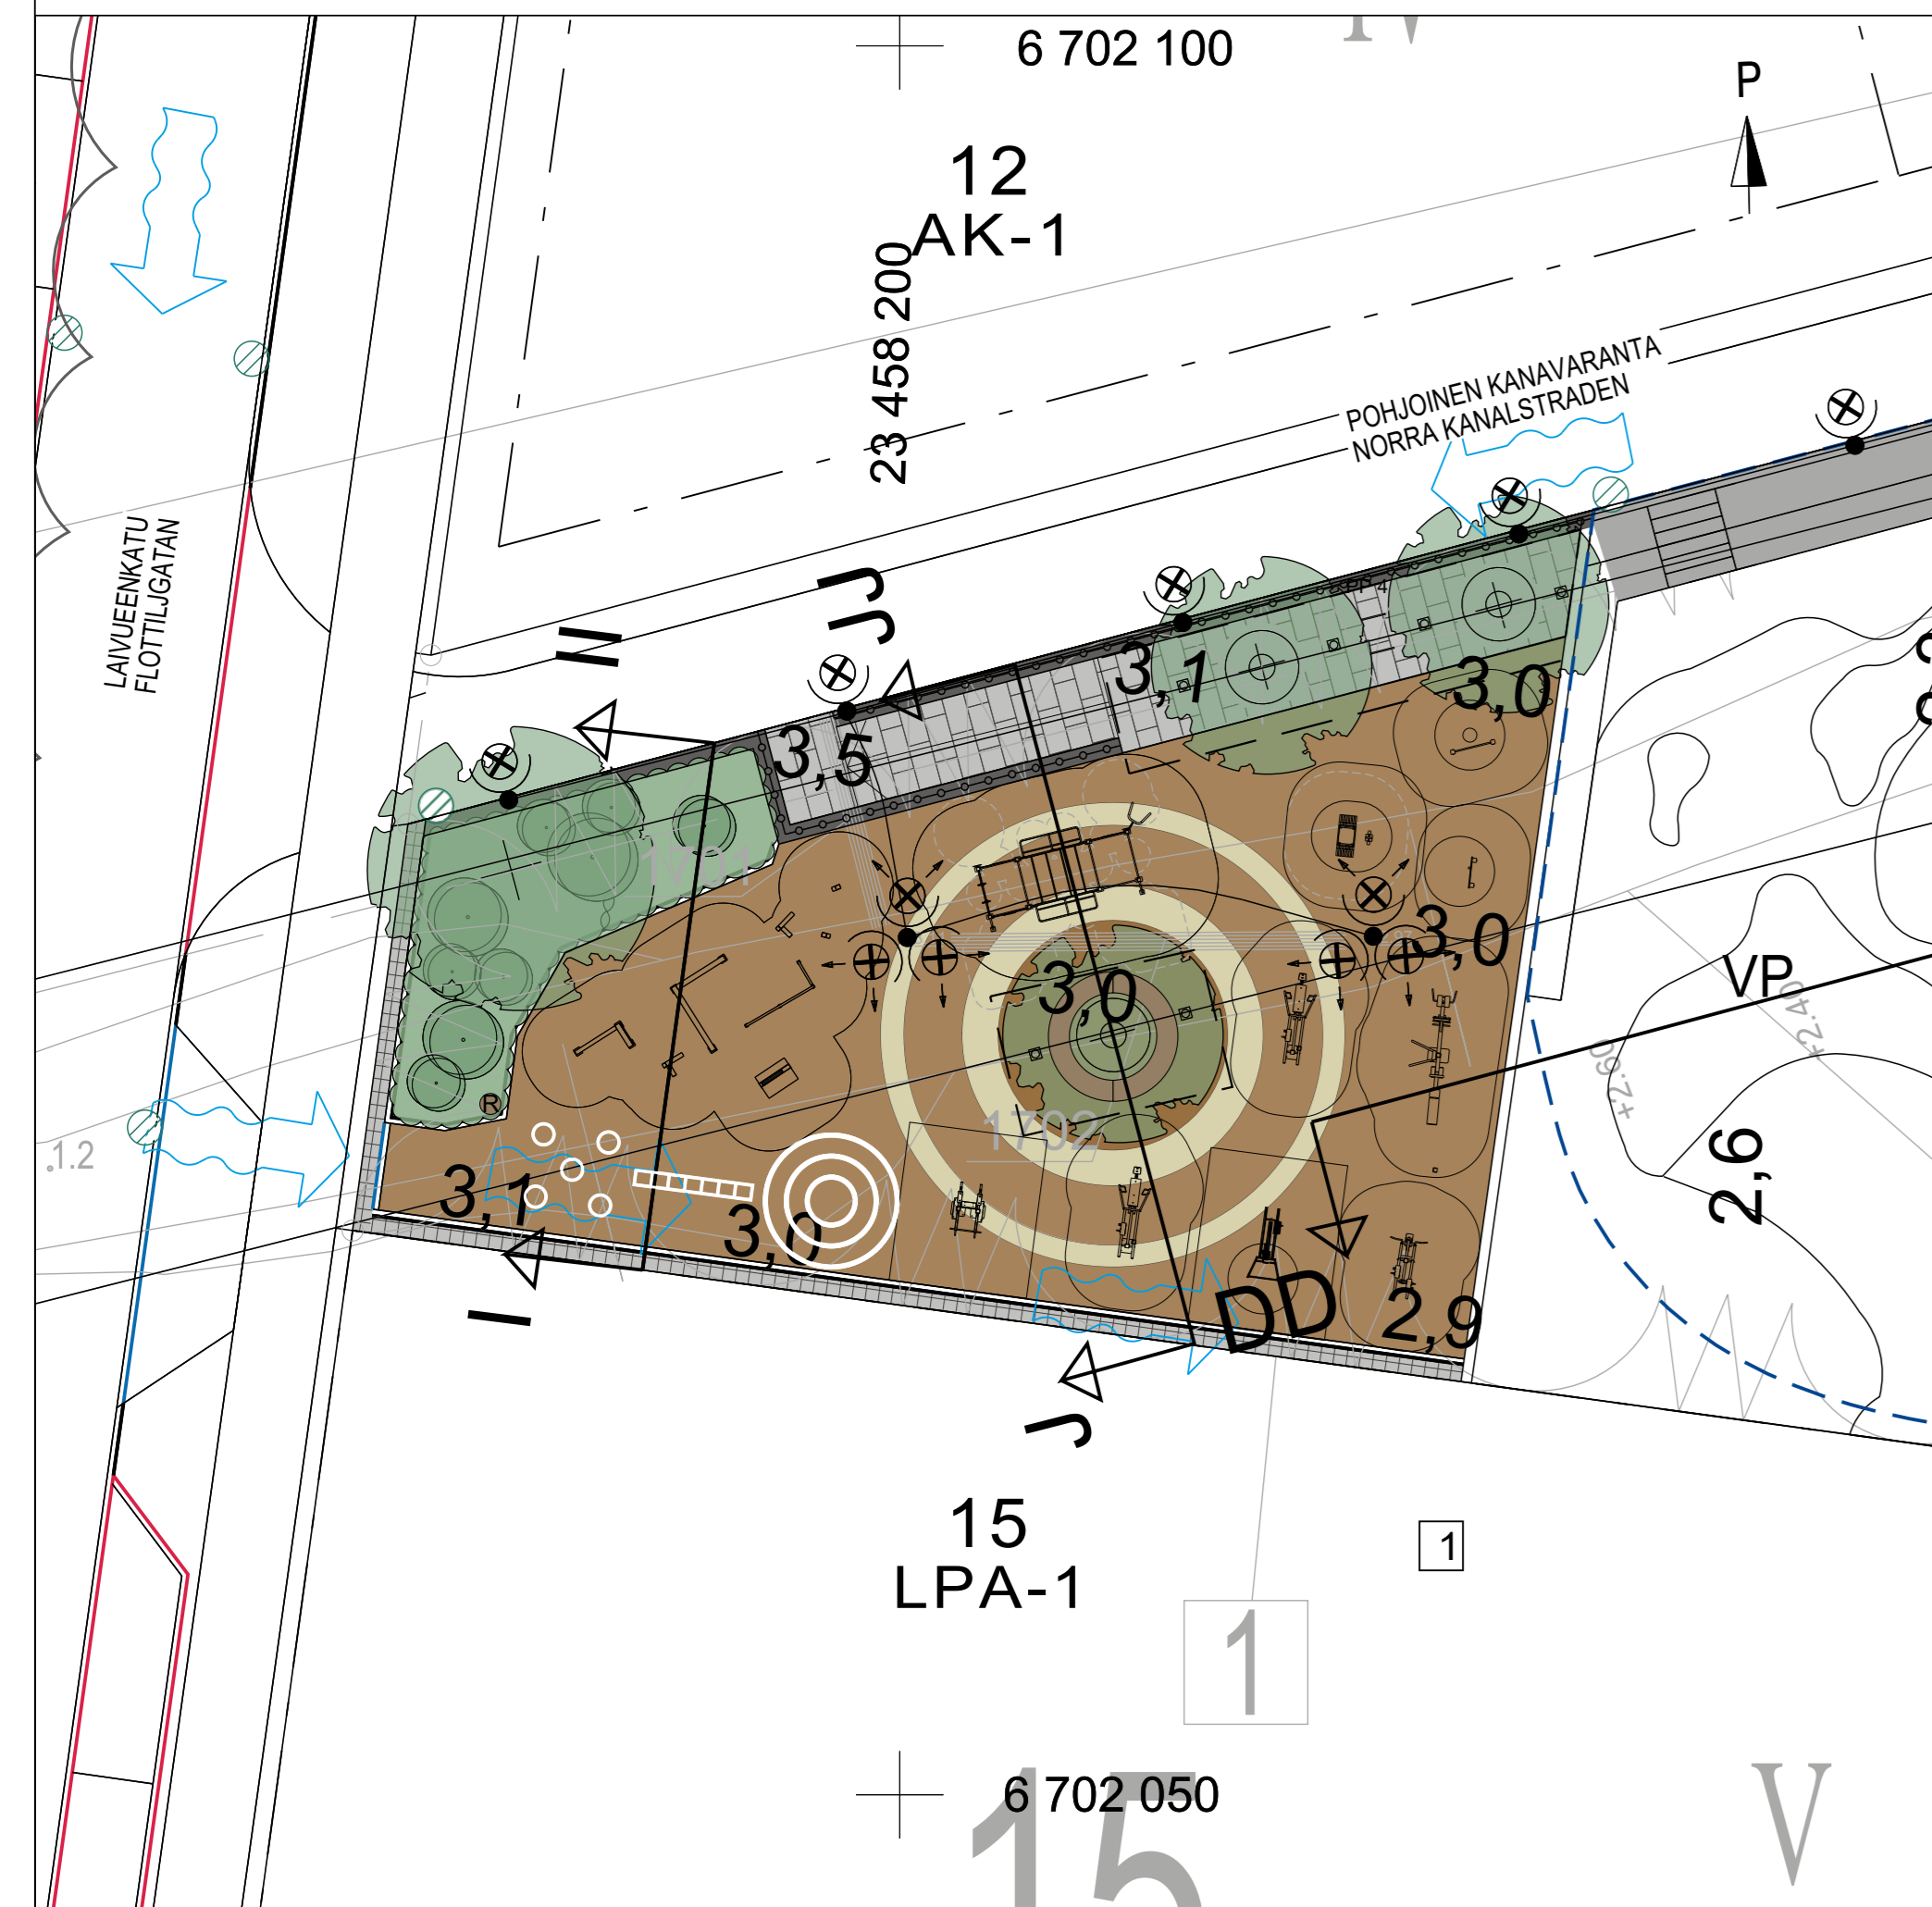 IV
6 702 100
P
12
AK-1
23 458 200
POHJOINEN KANAVARANTA
NORRA KANALSTRADEN
LAIVUEENKATU
FLOTTILJGATAN
II
JJ
3,1
3,0
3,5
1701
3,0
3,0
VP
+2.40
+2.60
1702
.1.2
3,1
3,0
2,6
R
I
DD
2,9
J
15
LPA-1
1
1
6 702 050
15
V